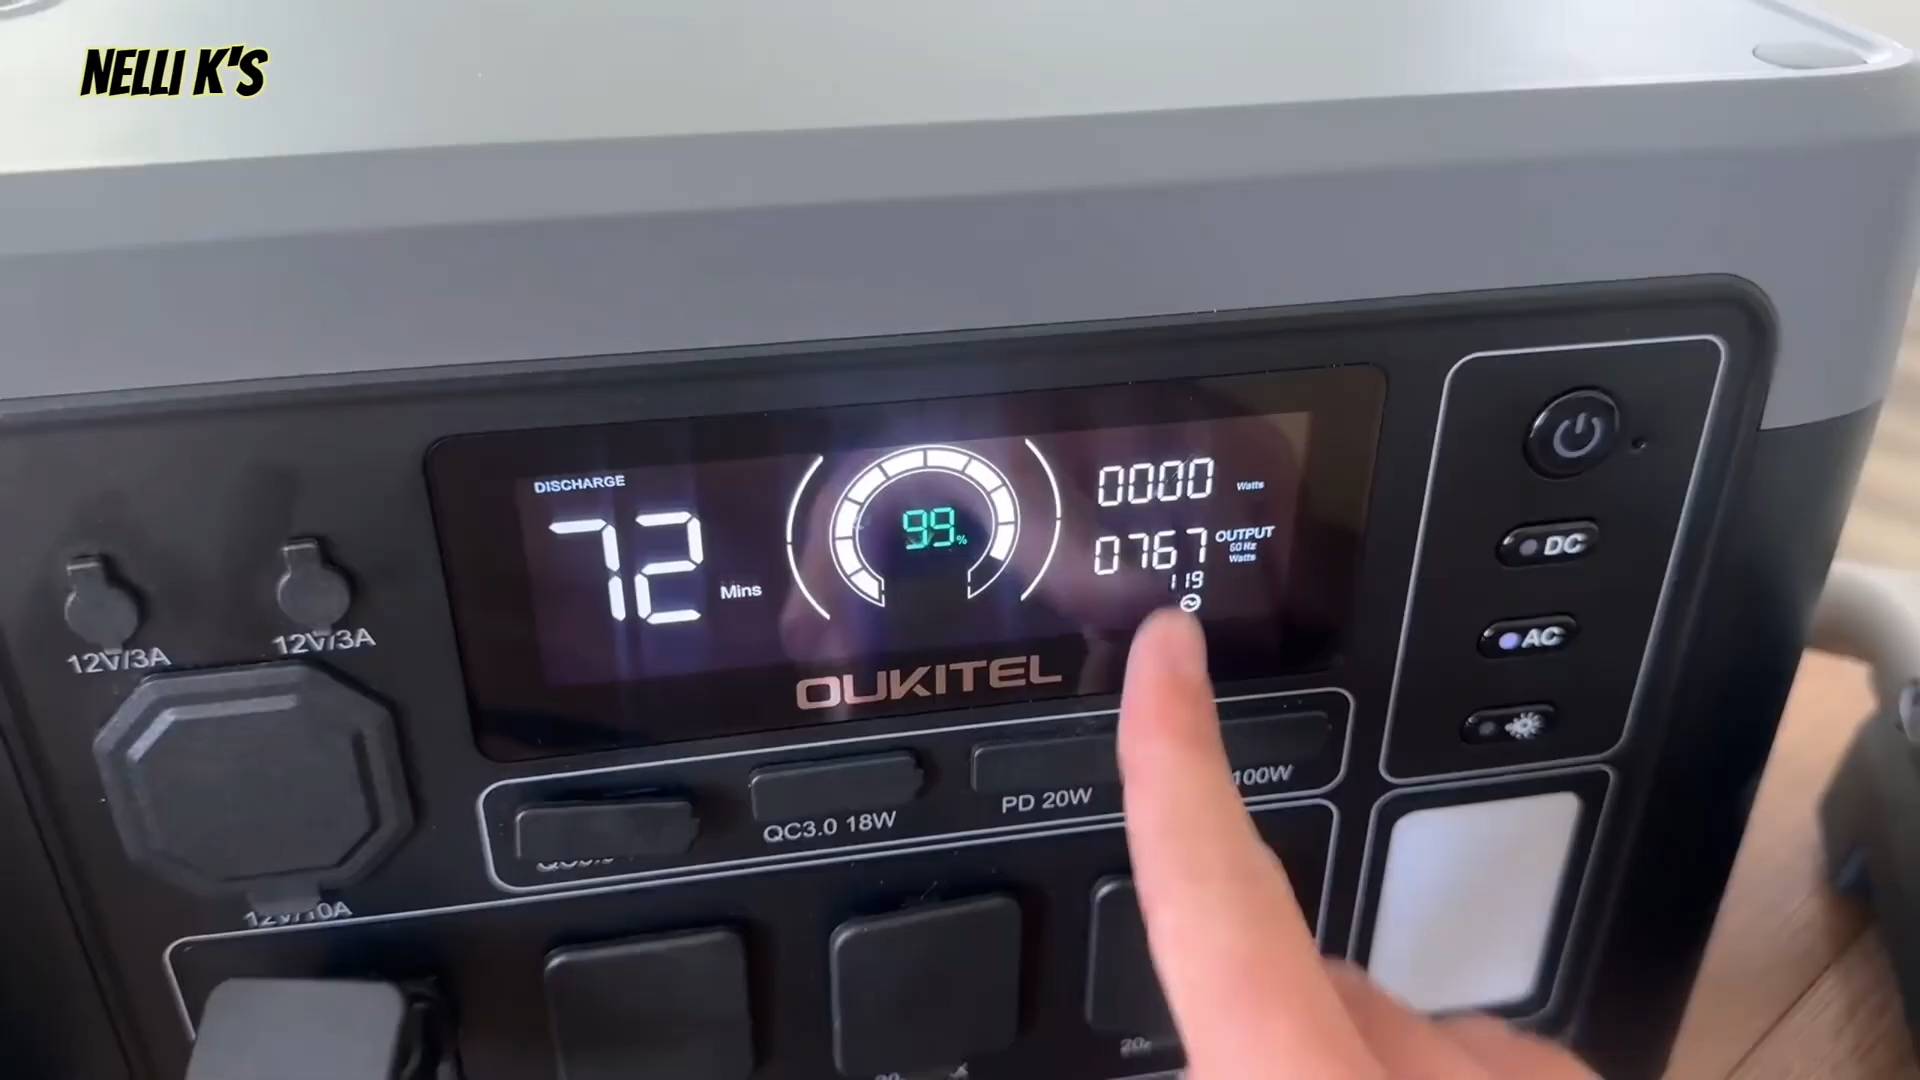 NELLI K'S
DISCHARGE
72 Mins
99%
0000 Watts
0767 OUTPUT
60 Hz
Watts
119
OUKITEL
DC
AC
12V/3A
12V/3A
12V/10A
QC3.0 18W
PD 20W
100W